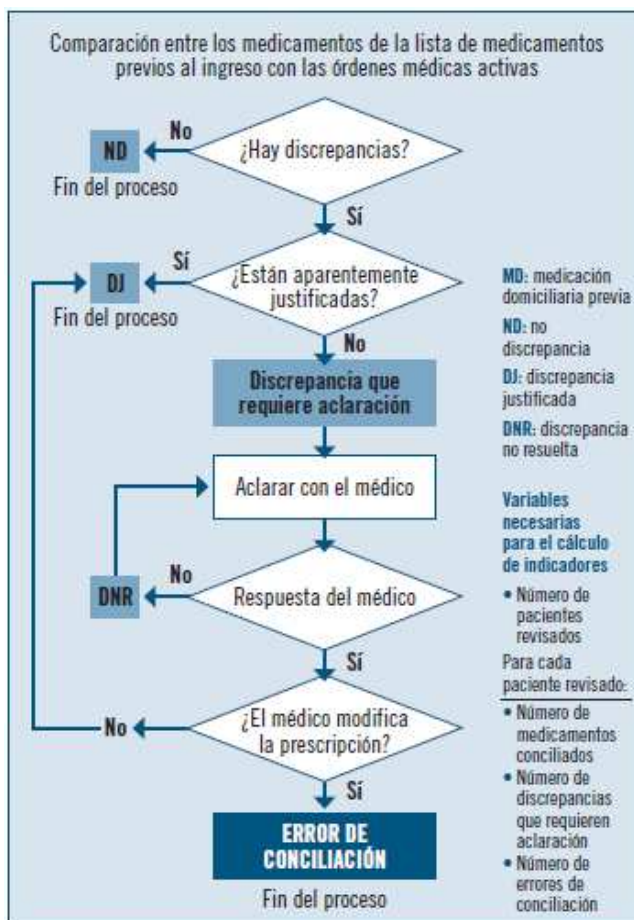 Comparación entre los medicamentos de la lista de medicamentos
previos al ingreso con las órdenes médicas activas
¿Hay discrepancias?
No
ND
Fin del proceso
Sí
¿Están aparentemente
justificadas?
Sí
DJ
Fin del proceso
No
Discrepancia que
requiere aclaración
Aclarar con el médico
Respuesta del médico
No
DNR
Sí
¿El médico modifica
la prescripción?
No
Sí
ERROR DE
CONCILIACIÓN
Fin del proceso
MD: medicación
domiciliaria previa
ND: no
discrepancia
DJ: discrepancia
justificada
DNR: discrepancia
no resuelta
Variables
necesarias
para el cálculo
de indicadores
• Número de
pacientes
revisados
Para cada
paciente revisado:
• Número de
medicamentos
conciliados
• Número de
discrepancias
que requieren
aclaración
• Número de
errores de
conciliación